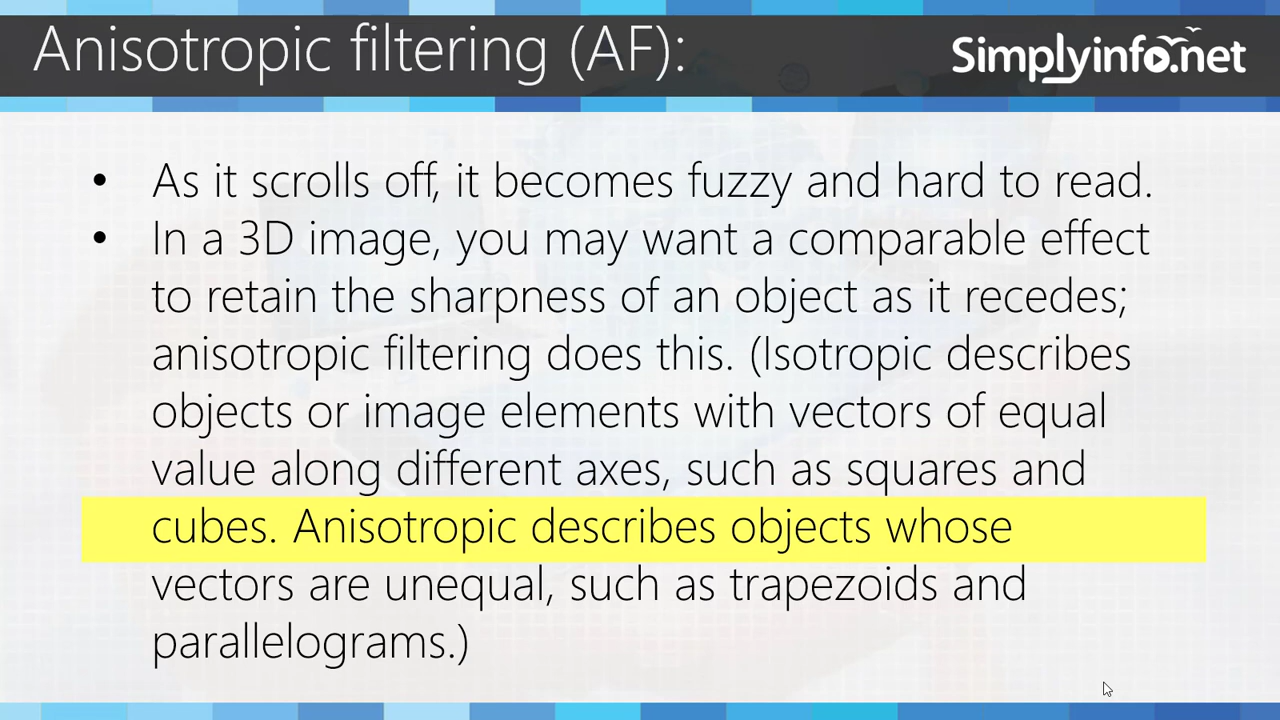 Anisotropic filtering (AF):
Simplyinfo.net
• As it scrolls off, it becomes fuzzy and hard to read.
• In a 3D image, you may want a comparable effect
to retain the sharpness of an object as it recedes;
anisotropic filtering does this. (Isotropic describes
objects or image elements with vectors of equal
value along different axes, such as squares and
cubes. Anisotropic describes objects whose
vectors are unequal, such as trapezoids and
parallelograms.)